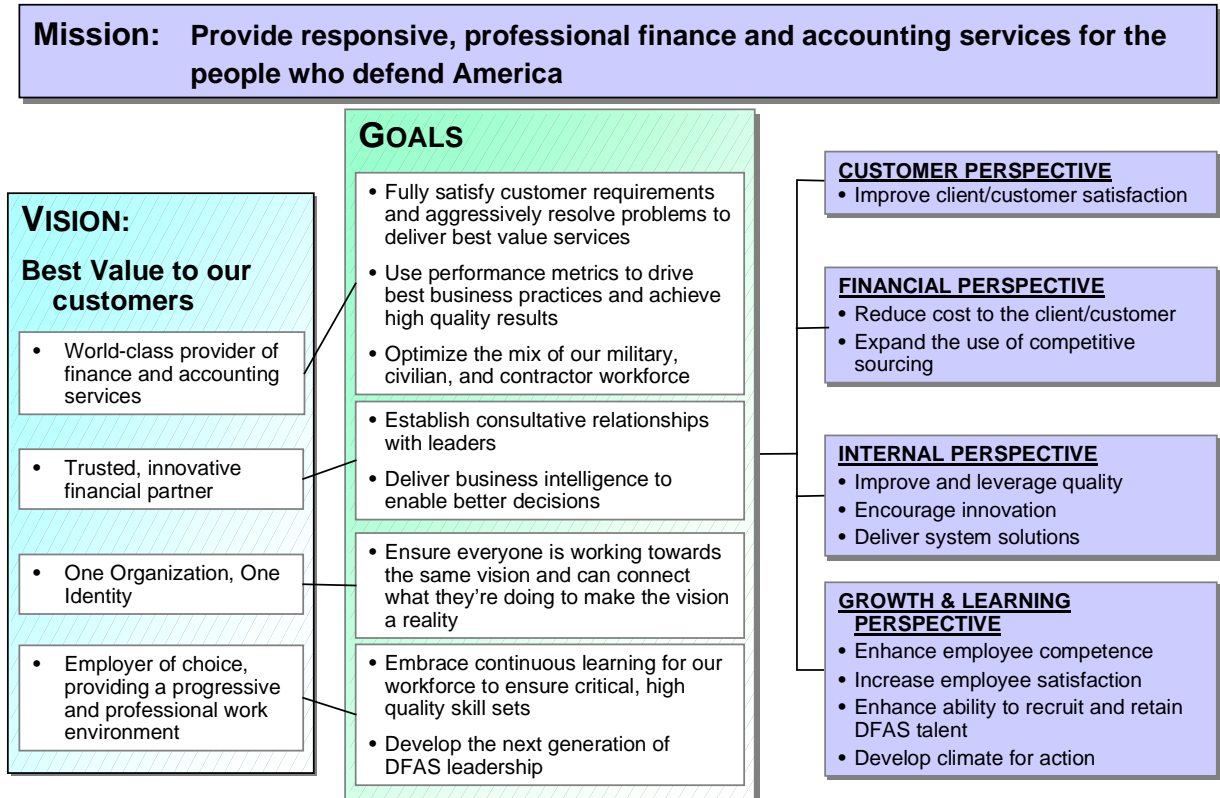 Mission: Provide responsive, professional finance and accounting services for the
people who defend America
VISION:
Best Value to our
customers
• World-class provider of
finance and accounting
services
• Trusted, innovative
financial partner
• One Organization, One
Identity
• Employer of choice,
providing a progressive
and professional work
environment
GOALS
• Fully satisfy customer requirements
and aggressively resolve problems to
deliver best value services
• Use performance metrics to drive
best business practices and achieve
high quality results
• Optimize the mix of our military,
civilian, and contractor workforce
• Establish consultative relationships
with leaders
• Deliver business intelligence to
enable better decisions
• Ensure everyone is working towards
the same vision and can connect
what they're doing to make the vision
a reality
• Embrace continuous learning for our
workforce to ensure critical, high
quality skill sets
• Develop the next generation of
DFAS leadership
CUSTOMER PERSPECTIVE
• Improve client/customer satisfaction
FINANCIAL PERSPECTIVE
• Reduce cost to the client/customer
• Expand the use of competitive
sourcing
INTERNAL PERSPECTIVE
• Improve and leverage quality
• Encourage innovation
• Deliver system solutions
GROWTH & LEARNING
PERSPECTIVE
• Enhance employee competence
• Increase employee satisfaction
• Enhance ability to recruit and retain
DFAS talent
• Develop climate for action